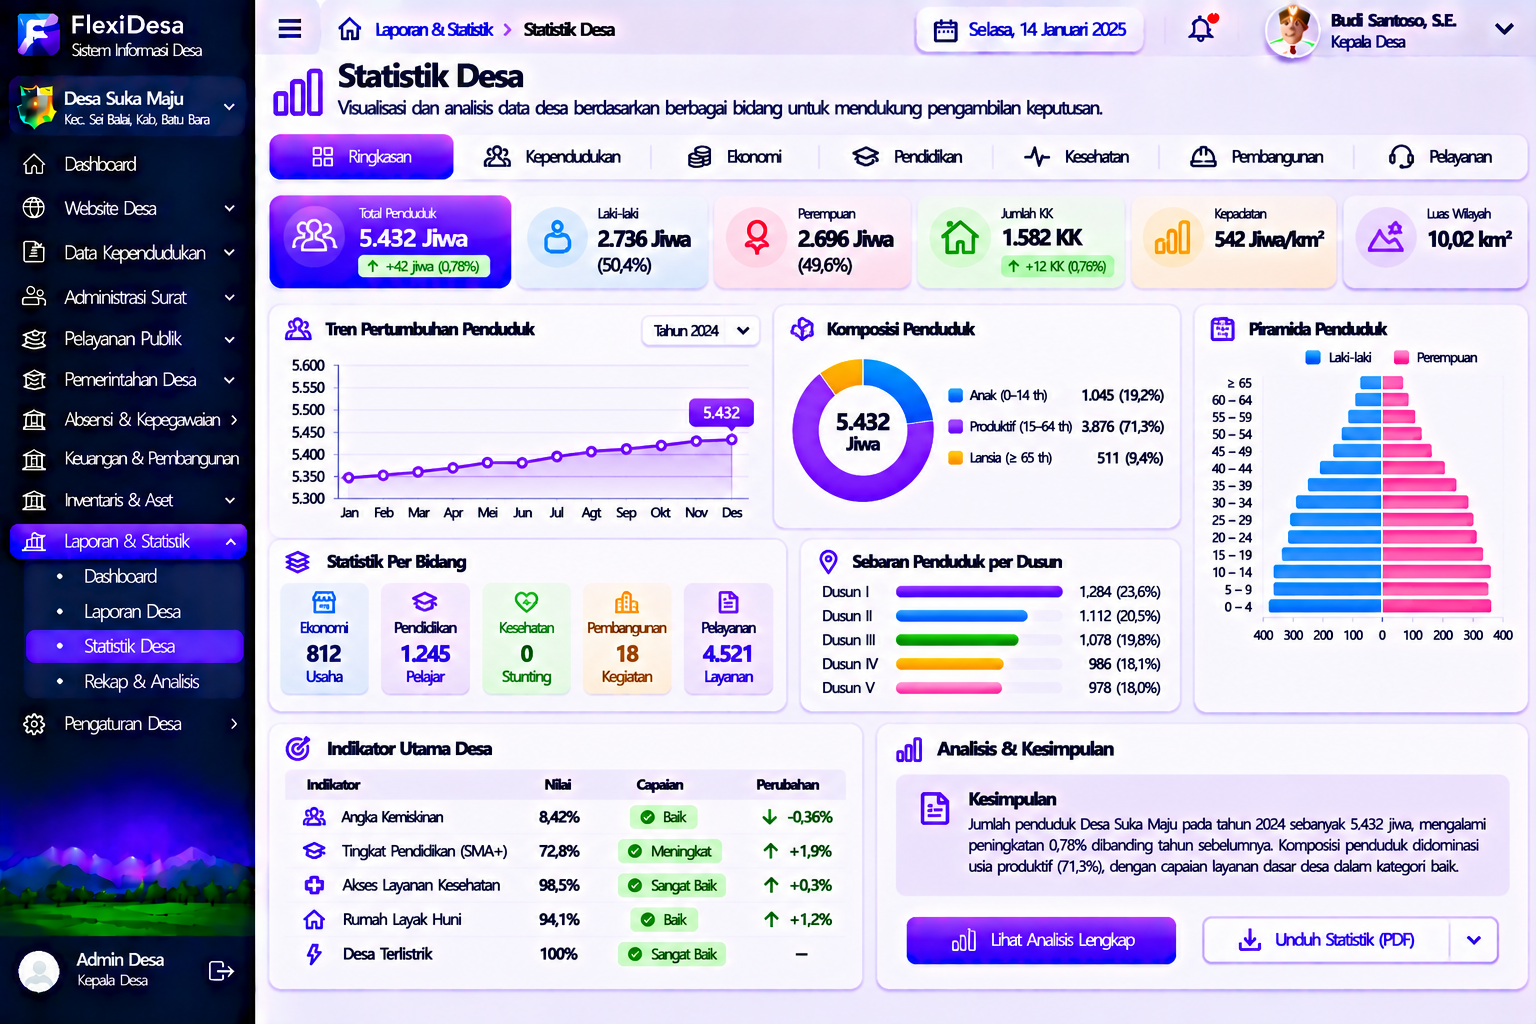 FlexiDesa
Sistem Informasi Desa
Desa Suka Maju
Kec. Sei Balai, Kab, Batu Bara
Dashboard
Website Desa
Data Kependudukan
Administrasi Surat
Pelayanan Publik
Pemerintahan Desa
Absensi & Kepegawaian
Keuangan & Pembangunan
Inventaris & Aset
Laporan & Statistik
• Dashboard
• Laporan Desa
• Statistik Desa
• Rekap & Analisis
Pengaturan Desa
Admin Desa
Kepala Desa
Laporan & Statistik > Statistik Desa
Selasa, 14 Januari 2025
Budi Santoso, S.E.
Kepala Desa
Statistik Desa
Visualisasi dan analisis data desa berdasarkan berbagai bidang untuk mendukung pengambilan keputusan.
Ringkasan
Kependudukan
Ekonomi
Pendidikan
Kesehatan
Pembangunan
Pelayanan
Total Penduduk
5.432 Jiwa
↑ +42 jiwa (0,78%)
Laki-laki
2.736 Jiwa
(50,4%)
Perempuan
2.696 Jiwa
(49,6%)
Jumlah KK
1.582 KK
↑ +12 KK (0,76%)
Kepadatan
542 Jiwa/km²
Luas Wilayah
10,02 km²
Tren Pertumbuhan Penduduk
Tahun 2024
5.600
5.550
5.500
5.450
5.400
5.350
5.300
5.432
Jan Feb Mar Apr Mei Jun Jul Agt Sep Okt Nov Des
Komposisi Penduduk
5.432
Jiwa
Anak (0–14 th) 1.045 (19,2%)
Produktif (15–64 th) 3.876 (71,3%)
Lansia (≥ 65 th) 511 (9,4%)
Piramida Penduduk
Laki-laki Perempuan
≥ 65
60 – 64
55 – 59
50 – 54
45 – 49
40 – 44
35 – 39
30 – 34
25 – 29
20 – 24
15 – 19
10 – 14
5 – 9
0 – 4
400 300 200 100 0 100 200 300 400
Statistik Per Bidang
Ekonomi
812
Usaha
Pendidikan
1.245
Pelajar
Kesehatan
0
Stunting
Pembangunan
18
Kegiatan
Pelayanan
4.521
Layanan
Sebaran Penduduk per Dusun
Dusun I 1,284 (23,6%)
Dusun II 1.112 (20,5%)
Dusun III 1,078 (19,8%)
Dusun IV 986 (18,1%)
Dusun V 978 (18,0%)
Indikator Utama Desa
Indikator Nilai Capaian Perubahan
Angka Kemiskinan 8,42% Baik ↓ -0,36%
Tingkat Pendidikan (SMA+) 72,8% Meningkat ↑ +1,9%
Akses Layanan Kesehatan 98,5% Sangat Baik ↑ +0,3%
Rumah Layak Huni 94,1% Baik ↑ +1,2%
Desa Terlistrik 100% Sangat Baik —
Analisis & Kesimpulan
Kesimpulan
Jumlah penduduk Desa Suka Maju pada tahun 2024 sebanyak 5.432 jiwa, mengalami
peningkatan 0,78% dibanding tahun sebelumnya. Komposisi penduduk didominasi
usia produktif (71,3%), dengan capaian layanan dasar desa dalam kategori baik.
Lihat Analisis Lengkap
Unduh Statistik (PDF)